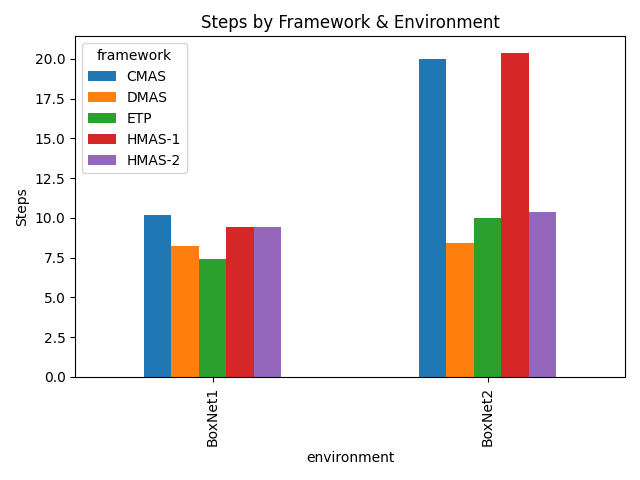 Steps by Framework & Environment
framework
CMAS
DMAS
ETP
HMAS-1
HMAS-2
Steps
20.0
17.5
15.0
12.5
10.0
7.5
5.0
2.5
0.0
BoxNet1
BoxNet2
environment